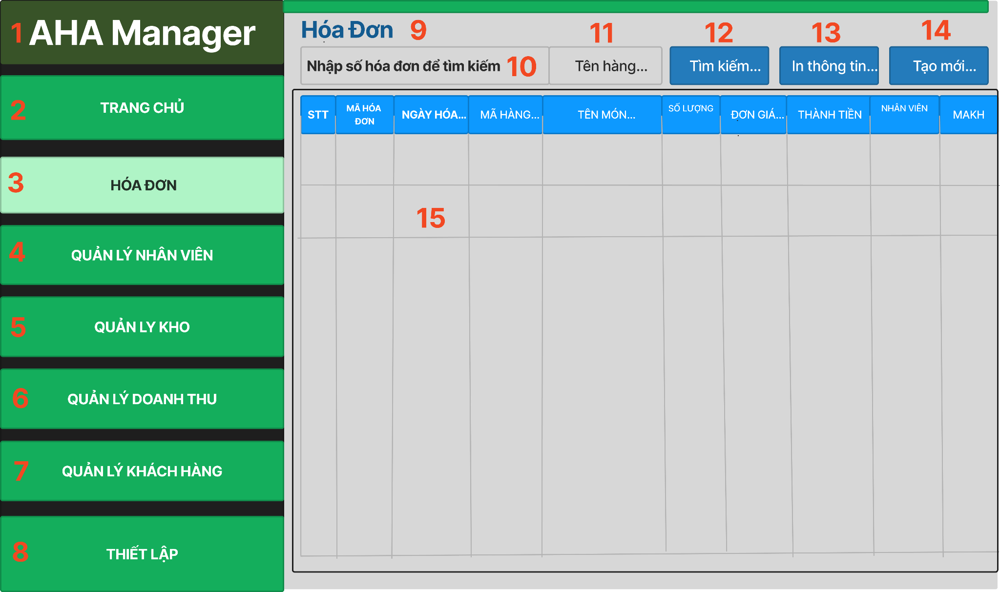 1 AHA Manager
2 TRANG CHỦ
3 HÓA ĐƠN
4 QUẢN LÝ NHÂN VIÊN
5 QUẢN LY KHO
6 QUẢN LÝ DOANH THU
7 QUẢN LÝ KHÁCH HÀNG
8 THIẾT LẬP
Hóa Đơn 9
11 12 13 14
Nhập số hóa đơn để tìm kiếm 10 Tên hàng... Tìm kiếm... In thông tin... Tạo mới...
STT MÃ HÓA ĐƠN NGÀY HÓA... MÃ HÀNG... TÊN MÓN... SỐ LƯỢNG ĐƠN GIÁ... THÀNH TIỀN NHÂN VIÊN MAKH
15